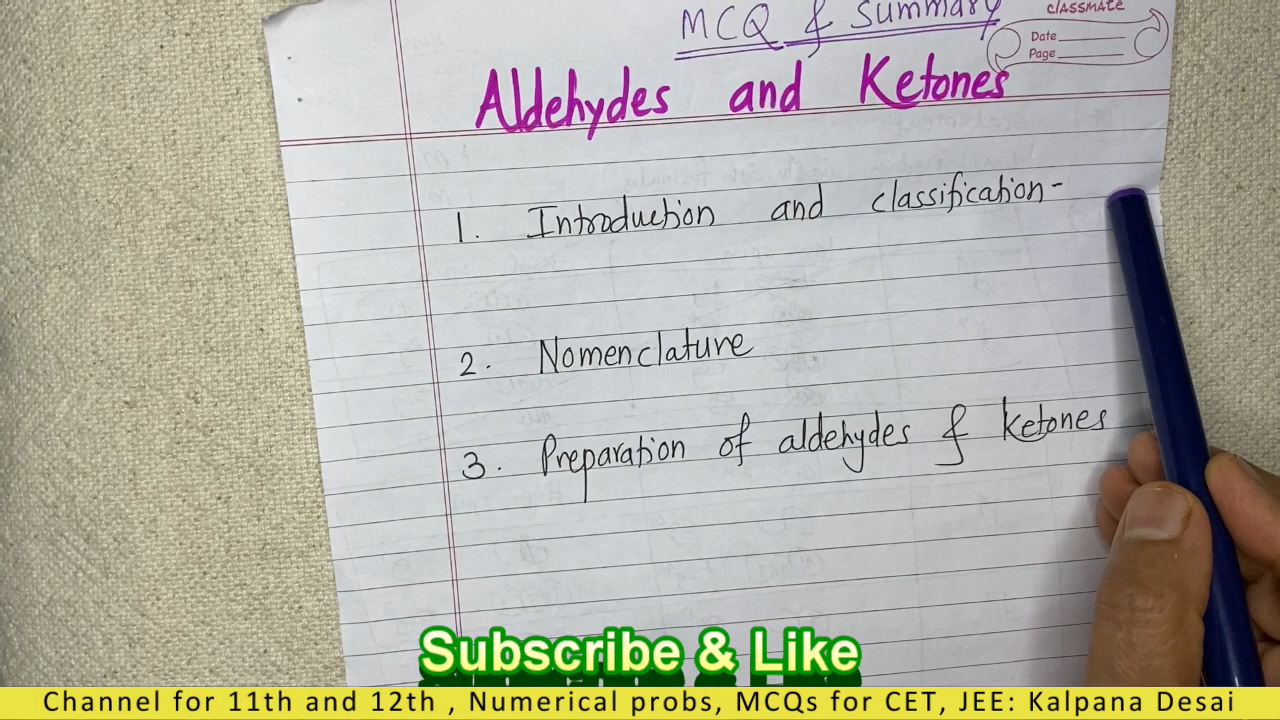 MCQ & Summary
CLASSMATE
Date
Page
Aldehydes and Ketones
1. Introduction and classification-
2. Nomenclature
3. Preparation of aldehydes & ketones
Subscribe & Like
Channel for 11th and 12th , Numerical probs, MCQs for CET, JEE: Kalpana Desai